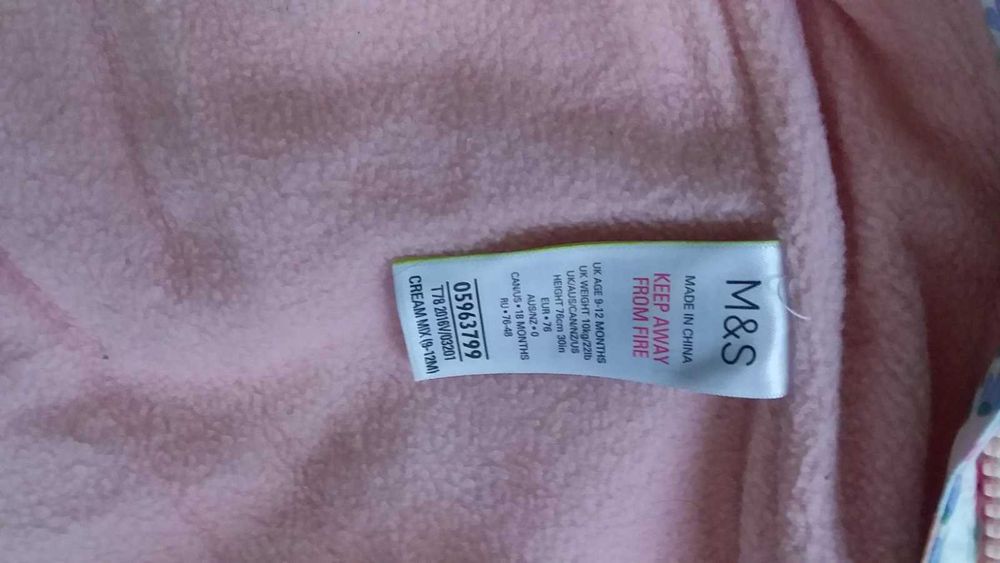 M&S
MADE IN CHINA
KEEP AWAY
FROM FIRE
UK AGE 9-12 MONTHS
UK WEIGHT 10kg/22lb
UK/AUS/CAN/NZ/US
HEIGHT 76cm 30in
EUR • 76
AUS/NZ • 0
CAN/US • 18 MONTHS
RU • 76-48
05963799
T78 2016V/03201
CREAM MIX (9-12M)